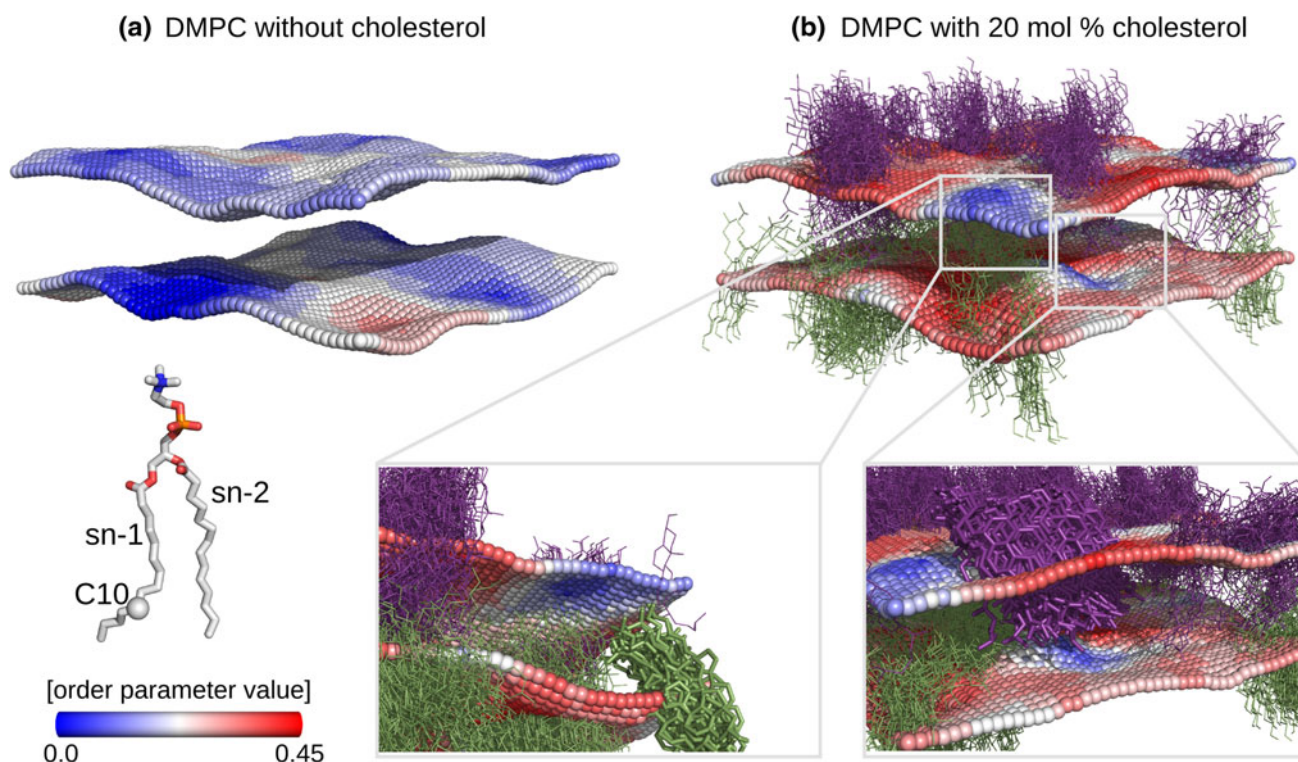 (a) DMPC without cholesterol
(b) DMPC with 20 mol % cholesterol
sn-2
sn-1
C10
[order parameter value]
0.0 0.45